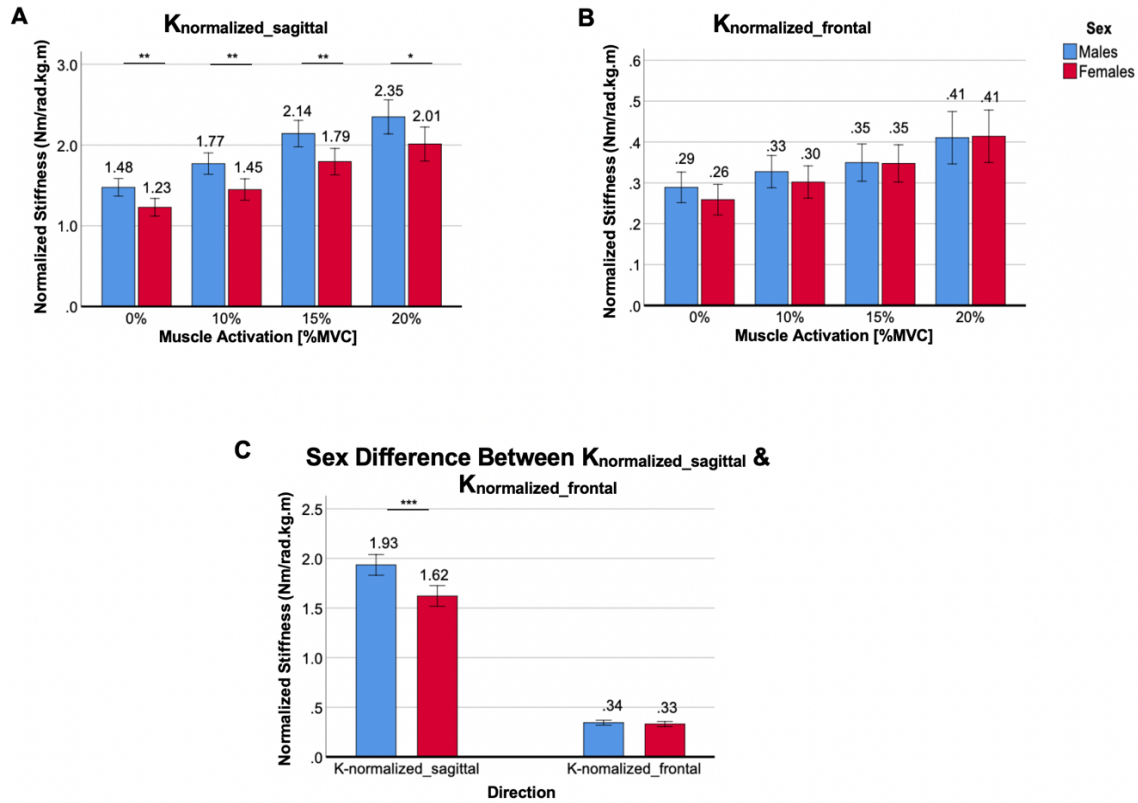 A
Knormalized_sagittal
Normalized Stiffness (Nm/rad.kg.m)
3.0
2.0
1.0
.0
** ** ** *
1.48 1.23 1.77 1.45 2.14 1.79 2.35 2.01
0% 10% 15% 20%
Muscle Activation [%MVC]
B
Knormalized_frontal
Normalized Stiffness (Nm/rad.kg.m)
.6
.5
.4
.3
.2
.1
.0
.29 .26 .33 .30 .35 .35 .41 .41
0% 10% 15% 20%
Muscle Activation [%MVC]
Sex
Males
Females
C
Sex Difference Between Knormalized_sagittal &
Knormalized_frontal
Normalized Stiffness (Nm/rad.kg.m)
2.5
2.0
1.5
1.0
.5
.0
***
1.93 1.62 .34 .33
K-normalized_sagittal K-nomalized_frontal
Direction